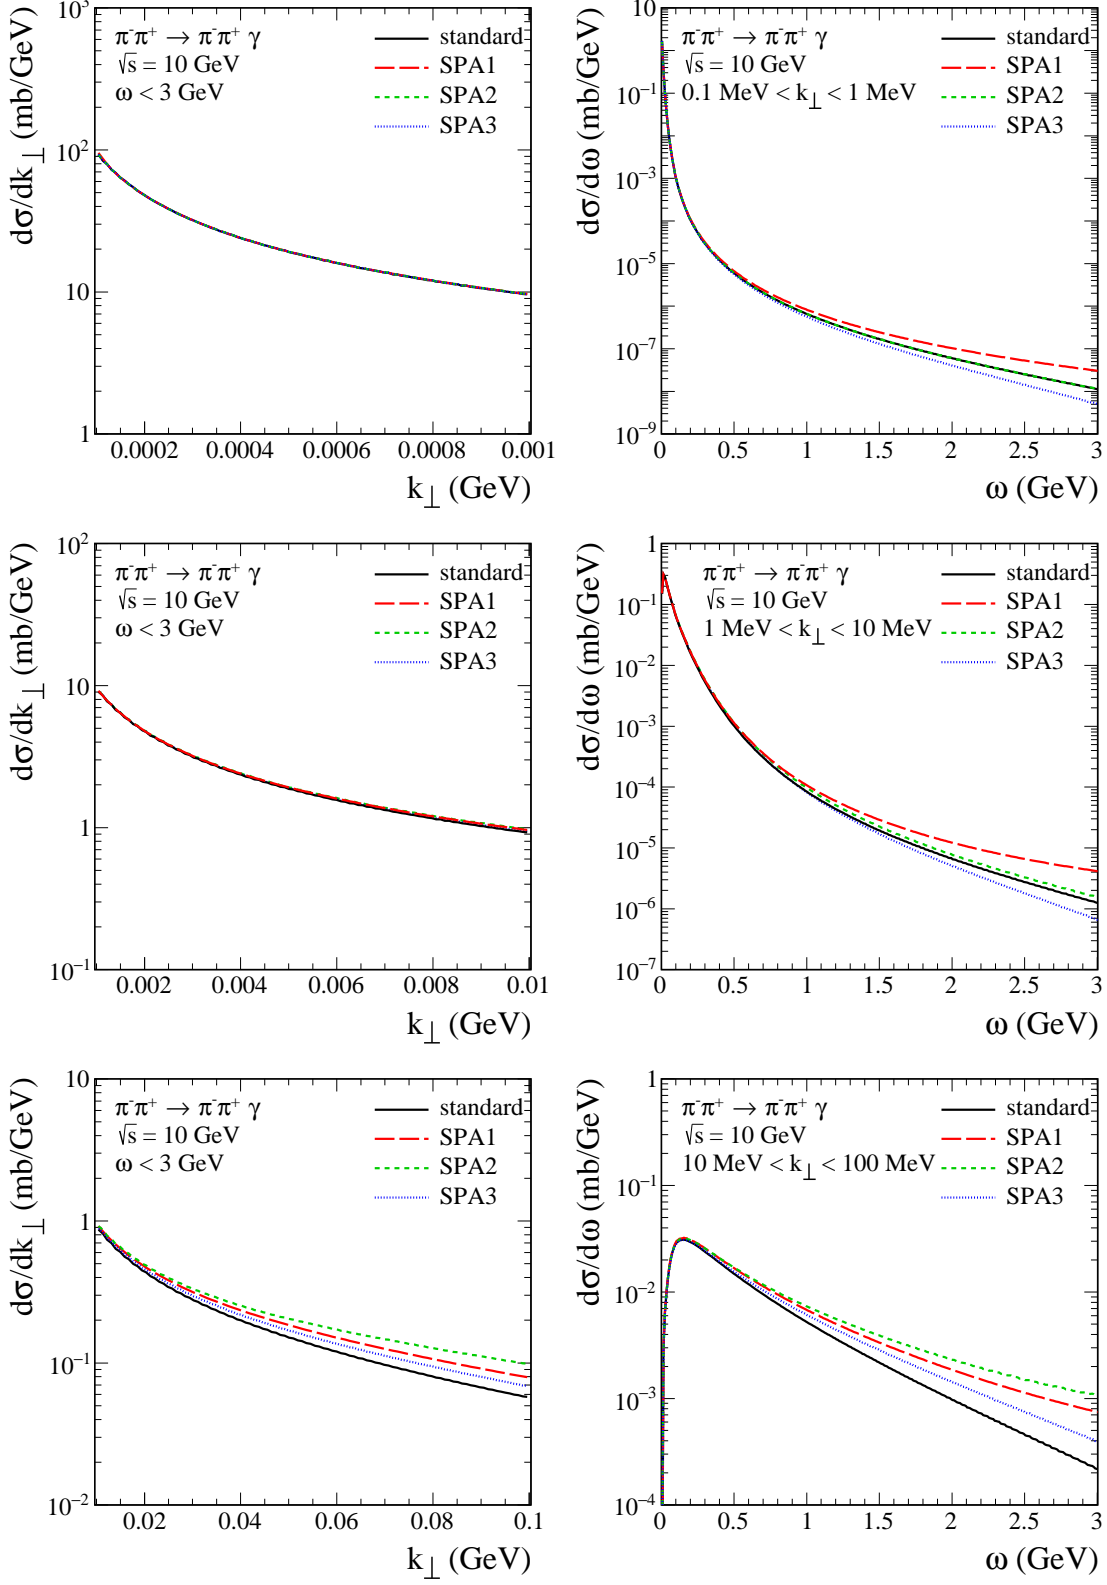 dσ/dk⊥ (mb/GeV)
10³
10²
10
1
π⁻π⁺ → π⁻π⁺ γ
√s = 10 GeV
ω < 3 GeV
standard
SPA1
SPA2
SPA3
0.0002 0.0004 0.0006 0.0008 0.001
k⊥ (GeV)
dσ/dω (mb/GeV)
10
10⁻¹
10⁻³
10⁻⁵
10⁻⁷
10⁻⁹
π⁻π⁺ → π⁻π⁺ γ
√s = 10 GeV
0.1 MeV < k⊥ < 1 MeV
standard
SPA1
SPA2
SPA3
0 0.5 1 1.5 2 2.5 3
ω (GeV)
dσ/dk⊥ (mb/GeV)
10²
10
1
10⁻¹
π⁻π⁺ → π⁻π⁺ γ
√s = 10 GeV
ω < 3 GeV
standard
SPA1
SPA2
SPA3
0.002 0.004 0.006 0.008 0.01
k⊥ (GeV)
dσ/dω (mb/GeV)
1
10⁻¹
10⁻²
10⁻³
10⁻⁴
10⁻⁵
10⁻⁶
10⁻⁷
π⁻π⁺ → π⁻π⁺ γ
√s = 10 GeV
1 MeV < k⊥ < 10 MeV
standard
SPA1
SPA2
SPA3
0 0.5 1 1.5 2 2.5 3
ω (GeV)
dσ/dk⊥ (mb/GeV)
10
1
10⁻¹
10⁻²
π⁻π⁺ → π⁻π⁺ γ
√s = 10 GeV
ω < 3 GeV
standard
SPA1
SPA2
SPA3
0.02 0.04 0.06 0.08 0.1
k⊥ (GeV)
dσ/dω (mb/GeV)
1
10⁻¹
10⁻²
10⁻³
10⁻⁴
π⁻π⁺ → π⁻π⁺ γ
√s = 10 GeV
10 MeV < k⊥ < 100 MeV
standard
SPA1
SPA2
SPA3
0 0.5 1 1.5 2 2.5 3
ω (GeV)